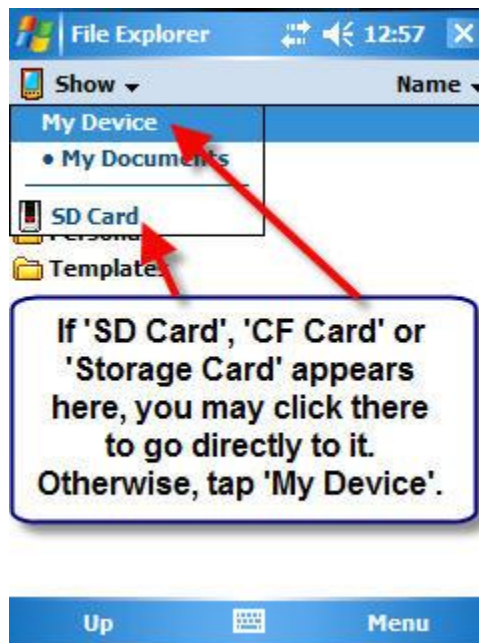 File Explorer 12:57
Show Name
My Device
• My Documents
SD Card
Templates
If 'SD Card', 'CF Card' or
'Storage Card' appears
here, you may click there
to go directly to it.
Otherwise, tap 'My Device'.
Up Menu